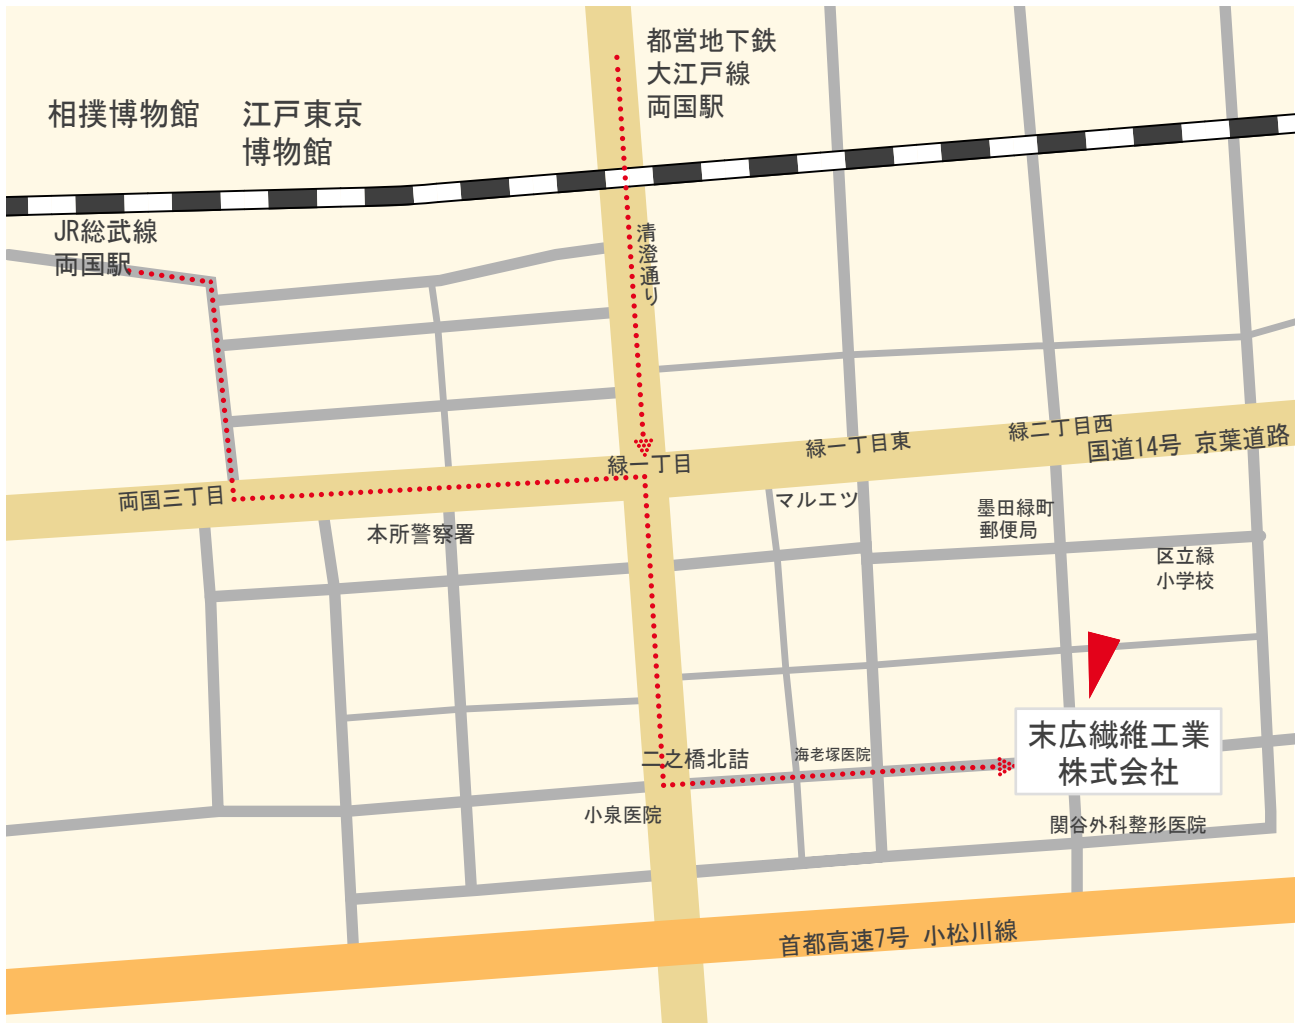 都営地下鉄
大江戸線
両国駅
相撲博物館
江戸東京
博物館
JR総武線
両国駅
清澄通り
緑一丁目
緑一丁目東
緑二丁目西
国道14号 京葉道路
両国三丁目
本所警察署
マルエツ
墨田緑町
郵便局
区立緑
小学校
末広繊維工業
株式会社
二之橋北詰
海老塚医院
小泉医院
関谷外科整形医院
首都高速7号 小松川線